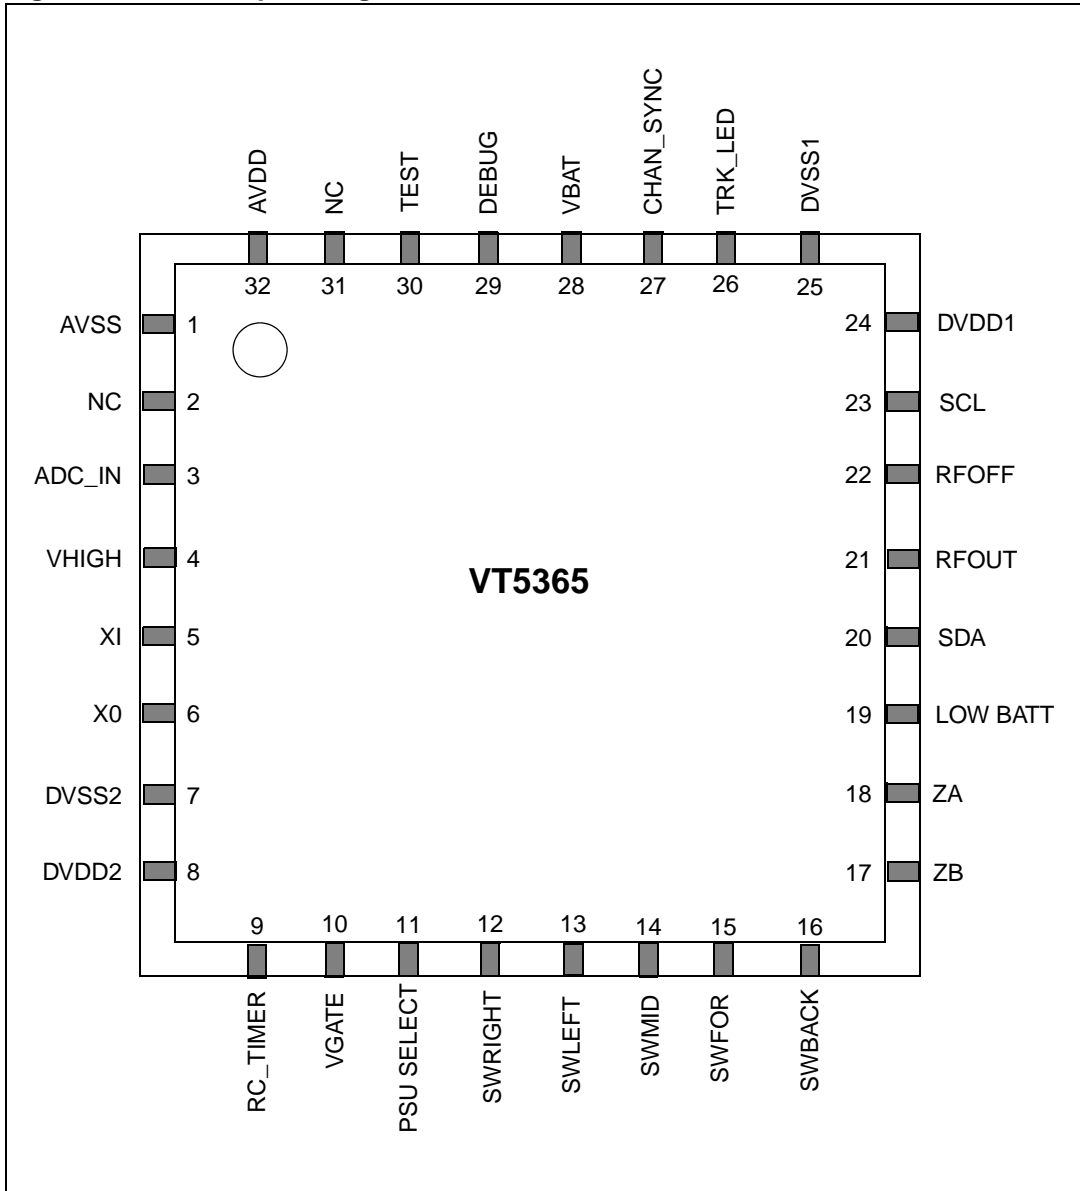 AVDD
NC
TEST
DEBUG
VBAT
CHAN_SYNC
TRK_LED
DVSS1
32
31
30
29
28
27
26
25
AVSS 1
NC 2
ADC_IN 3
VHIGH 4
XI 5
X0 6
DVSS2 7
DVDD2 8
24 DVDD1
23 SCL
22 RFOFF
21 RFOUT
20 SDA
19 LOW BATT
18 ZA
17 ZB
VT5365
9
10
11
12
13
14
15
16
RC_TIMER
VGATE
PSU SELECT
SWRIGHT
SWLEFT
SWMID
SWFOR
SWBACK